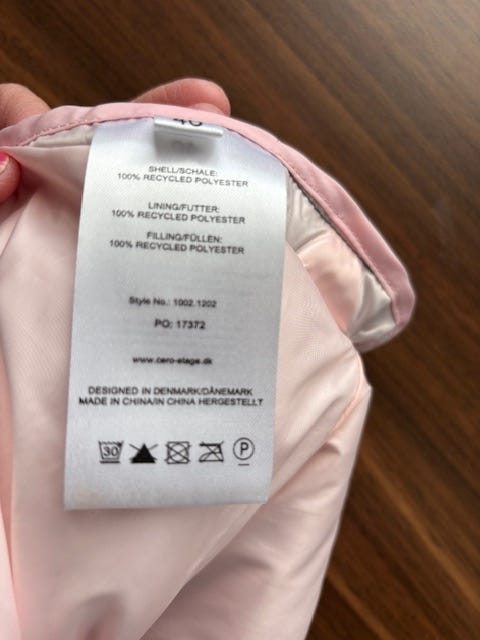 SHELL/SCHALE:
100% RECYCLED POLYESTER
LINING/FUTTER:
100% RECYCLED POLYESTER
FILLING/FÜLLEN:
100% RECYCLED POLYESTER
Style No.: 1002.1202
PO: 17372
www.cero-etage.dk
DESIGNED IN DENMARK/DÄNEMARK
MADE IN CHINA/IN CHINA HERGESTELLT
30
P